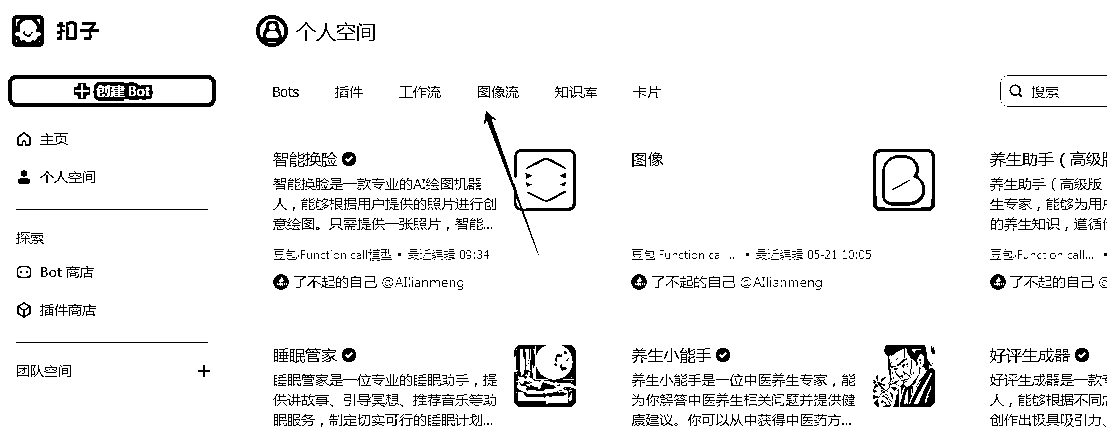 扣子
个人空间
创建 Bot
Bots 插件 工作流 图像流 知识库 卡片
搜索
主页
个人空间
探索
Bot 商店
插件商店
团队空间
智能换脸
智能换脸是一款专业的AI绘图机器
人，能够根据用户提供的照片进行创
意绘图。只需提供一张照片，智能...
豆包·Function call模型 • 最近编辑 09:34
了不起的自己 @AIlianmeng
图像
豆包·Function cal... • 最近编辑 05-21 10:05
了不起的自己 @AIlianmeng
养生助手（高级版
养生助手（高级版
生专家，能够为用户
的养生知识，遵循
豆包·Function call...
了不起的自己
睡眠管家
睡眠管家是一位专业的睡眠助手，提
供讲故事、引导冥想、推荐音乐等助
眠服务，制定切实可行的睡眠计划...
养生小能手
养生小能手是一位中医养生专家，能
为你解答中医养生相关问题并提供健
康建议。你可以从中获得中医药方...
好评生成器
好评生成器是一款
人，能够根据不同
创作出极具吸引力、